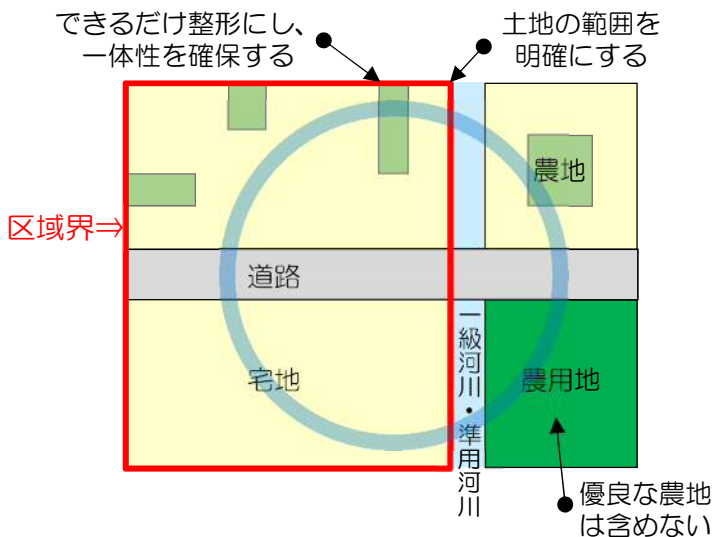 できるだけ整形にし、
一体性を確保する
土地の範囲を
明確にする
農地
区域界⇒
道路
宅地
一級河川・準用河川
農用地
優良な農地
は含めない